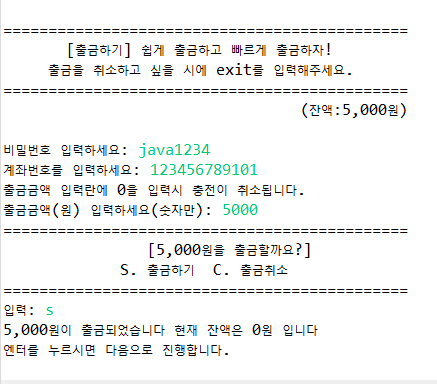 =============================================
[출금하기] 쉽게 출금하고 빠르게 출금하자!
출금을 취소하고 싶을 시에 exit를 입력해주세요.
=============================================
(잔액:5,000원)
비밀번호 입력하세요: java1234
계좌번호를 입력하세요: 123456789101
출금금액 입력란에 0을 입력시 충전이 취소됩니다.
출금금액(원) 입력하세요(숫자만): 5000
=============================================
[5,000원을 출금할까요?]
S. 출금하기 C. 출금취소
=============================================
입력: s
5,000원이 출금되었습니다 현재 잔액은 0원 입니다
엔터를 누르시면 다음으로 진행합니다.